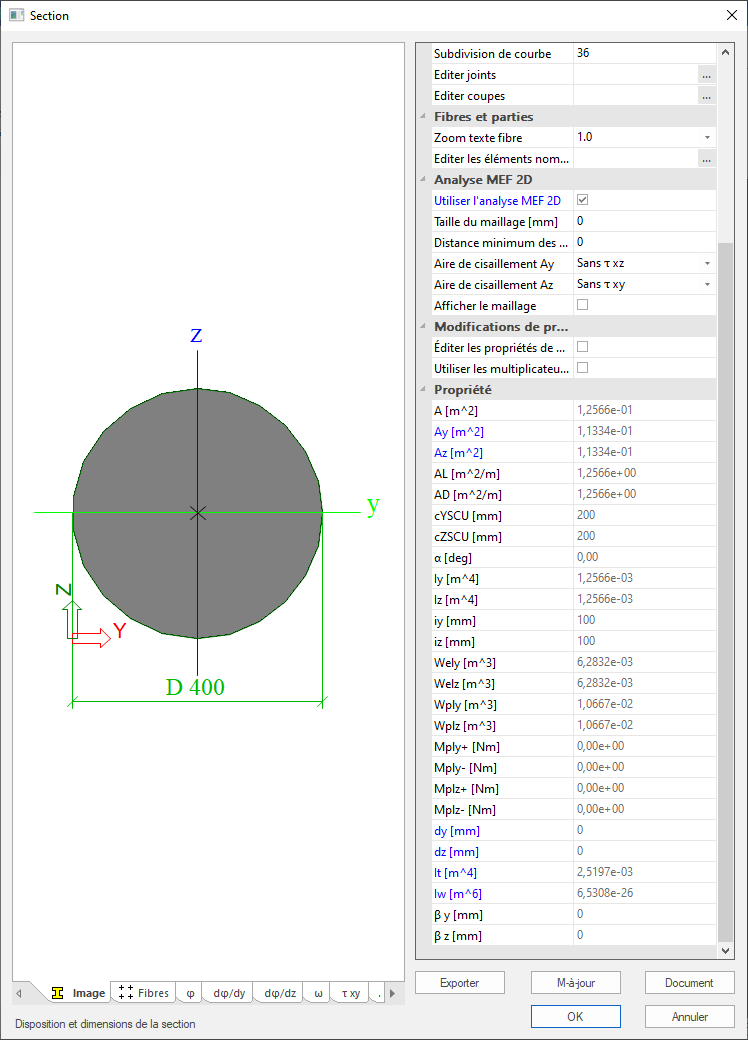 Section
Z
y
Z
Y
D 400
Subdivision de courbe 36
Editer joints ...
Editer coupes ...
Fibres et parties
Zoom texte fibre 1.0
Editer les éléments nom... ...
Analyse MEF 2D
Utiliser l'analyse MEF 2D
Taille du maillage [mm] 0
Distance minimum des ... 0
Aire de cisaillement Ay Sans τ xz
Aire de cisaillement Az Sans τ xy
Afficher le maillage
Modifications de pr...
Éditer les propriétés de ...
Utiliser les multiplicateu...
Propriété
A [m^2] 1,2566e-01
Ay [m^2] 1,1334e-01
Az [m^2] 1,1334e-01
AL [m^2/m] 1,2566e+00
AD [m^2/m] 1,2566e+00
cYSCU [mm] 200
cZSCU [mm] 200
α [deg] 0,00
Iy [m^4] 1,2566e-03
Iz [m^4] 1,2566e-03
iy [mm] 100
iz [mm] 100
Wely [m^3] 6,2832e-03
Welz [m^3] 6,2832e-03
Wply [m^3] 1,0667e-02
Wplz [m^3] 1,0667e-02
Mply+ [Nm] 0,00e+00
Mply- [Nm] 0,00e+00
Mplz+ [Nm] 0,00e+00
Mplz- [Nm] 0,00e+00
dy [mm] 0
dz [mm] 0
It [m^4] 2,5197e-03
Iw [m^6] 6,5308e-26
β y [mm] 0
β z [mm] 0
Image Fibres φ dφ/dy dφ/dz ω τ xy .
Exporter M-à-jour Document
OK Annuler
Disposition et dimensions de la section